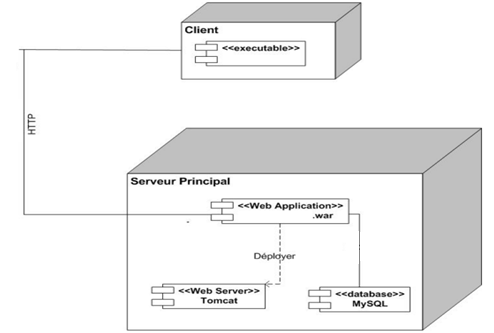 Client
<<executable>>
HTTP
Serveur Principal
<<Web Application>>
.war
Déployer
<<Web Server>>
Tomcat
<<database>>
MySQL